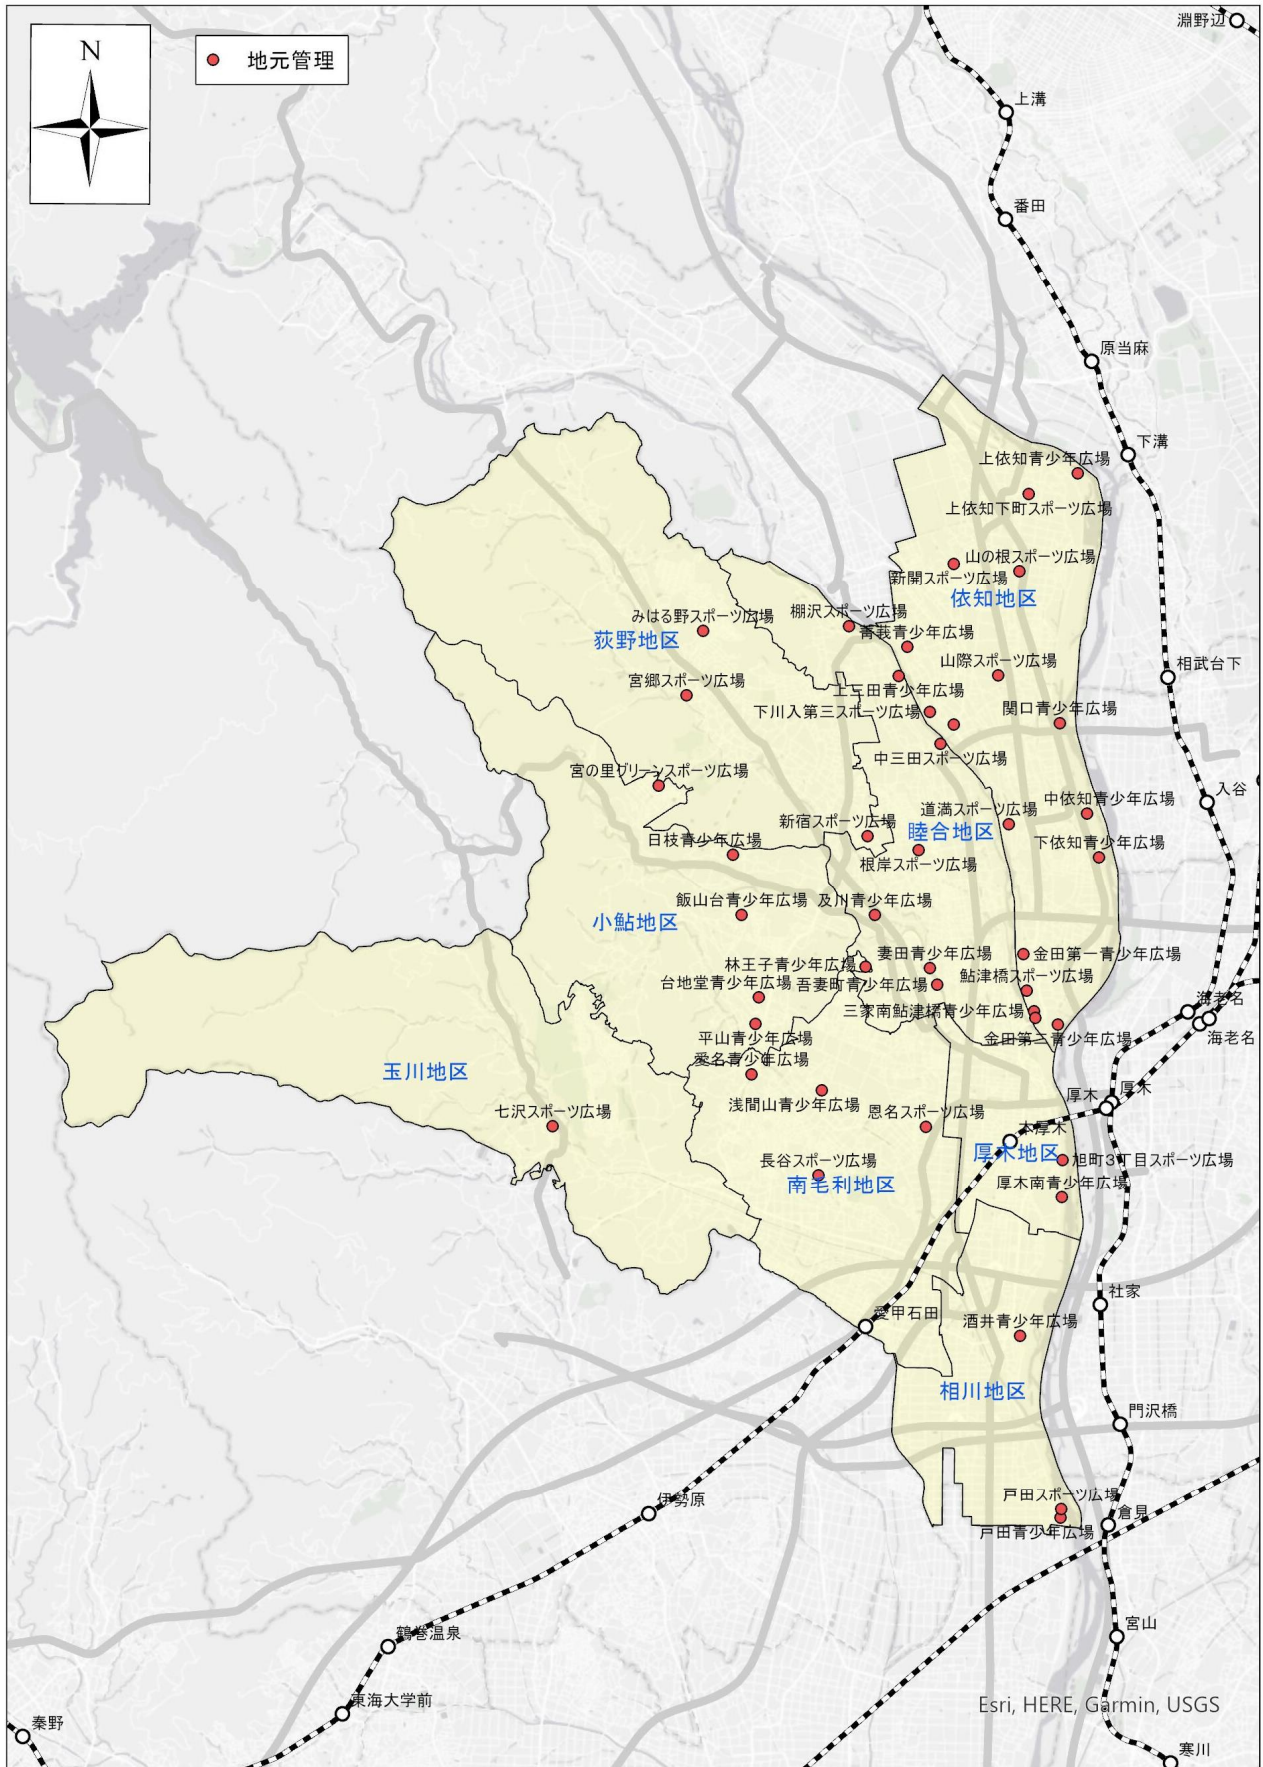 淵野辺
N
地元管理
上溝
番田
原当麻
下溝
上依知青少年広場
上依知下町スポーツ広場
山の根スポーツ広場
新開スポーツ広場
依知地区
みはる野スポーツ広場
棚沢スポーツ広場
荻野地区
菁莪青少年広場
山際スポーツ広場
相武台下
宮郷スポーツ広場
上三田青少年広場
下川入第三スポーツ広場
関口青少年広場
中三田スポーツ広場
宮の里グリーンスポーツ広場
入谷
中依知青少年広場
道満スポーツ広場
新宿スポーツ広場
睦合地区
日枝青少年広場
下依知青少年広場
根岸スポーツ広場
飯山台青少年広場
及川青少年広場
小鮎地区
妻田青少年広場
金田第一青少年広場
林王子青少年広場
鮎津橋スポーツ広場
台地堂青少年広場
吾妻町青少年広場
海老名
三家南鮎津橋青少年広場
平山青少年広場
金田第三青少年広場
海老名
愛名青少年広場
玉川地区
厚木
厚木
浅間山青少年広場
七沢スポーツ広場
恩名スポーツ広場
本厚木
厚木地区
長谷スポーツ広場
旭町3丁目スポーツ広場
南毛利地区
厚木南青少年広場
社家
愛甲石田
酒井青少年広場
相川地区
門沢橋
伊勢原
戸田スポーツ広場
倉見
戸田青少年広場
鶴巻温泉
宮山
東海大学前
Esri, HERE, Garmin, USGS
秦野
寒川